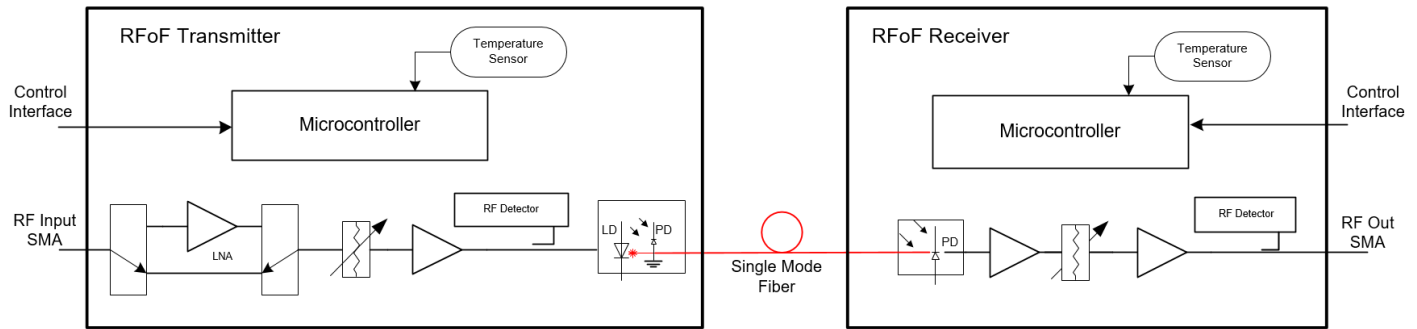 RFoF Transmitter
Temperature
Sensor
Control
Interface
Microcontroller
RF Input
SMA
LNA
RF Detector
LD
PD
Single Mode
Fiber
RFoF Receiver
Temperature
Sensor
Control
Interface
Microcontroller
PD
RF Detector
RF Out
SMA